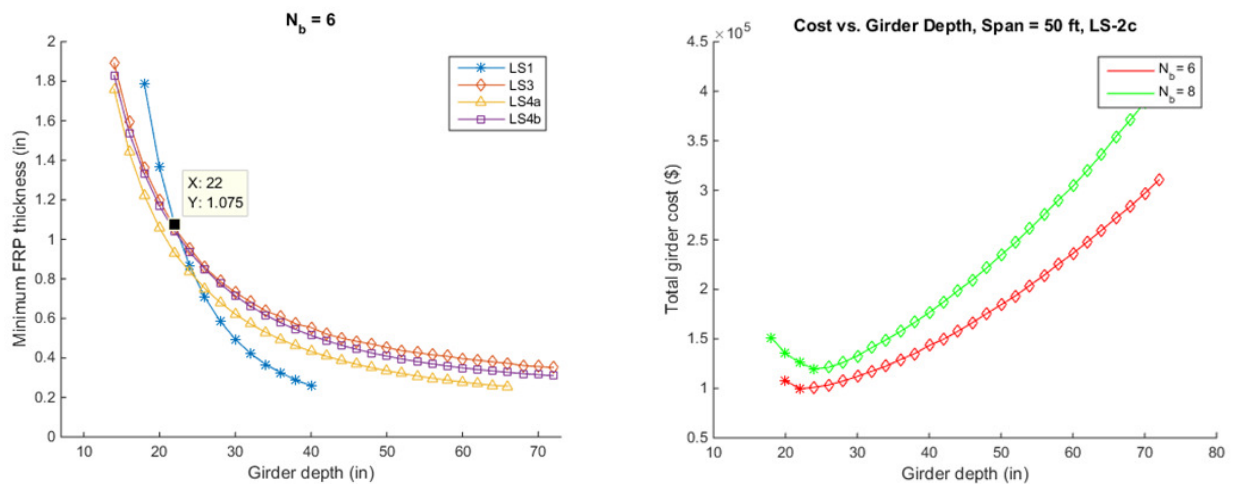 N_b = 6
Minimum FRP thickness (in)
2
1.8
1.6
1.4
1.2
1
0.8
0.6
0.4
0.2
0
LS1
LS3
LS4a
LS4b
X: 22
Y: 1.075
10 20 30 40 50 60 70
Girder depth (in)
Cost vs. Girder Depth, Span = 50 ft, LS-2c
× 10^5
Total girder cost ($)
4.5
4
3.5
3
2.5
2
1.5
1
0.5
N_b = 6
N_b = 8
10 20 30 40 50 60 70 80
Girder depth (in)